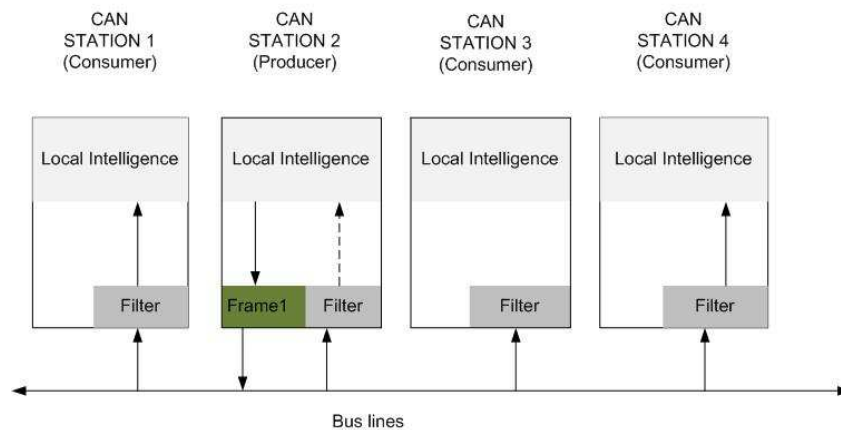 CAN
STATION 1
(Consumer)
CAN
STATION 2
(Producer)
CAN
STATION 3
(Consumer)
CAN
STATION 4
(Consumer)
Local Intelligence
Local Intelligence
Local Intelligence
Local Intelligence
Filter
Frame1
Filter
Filter
Filter
Bus lines